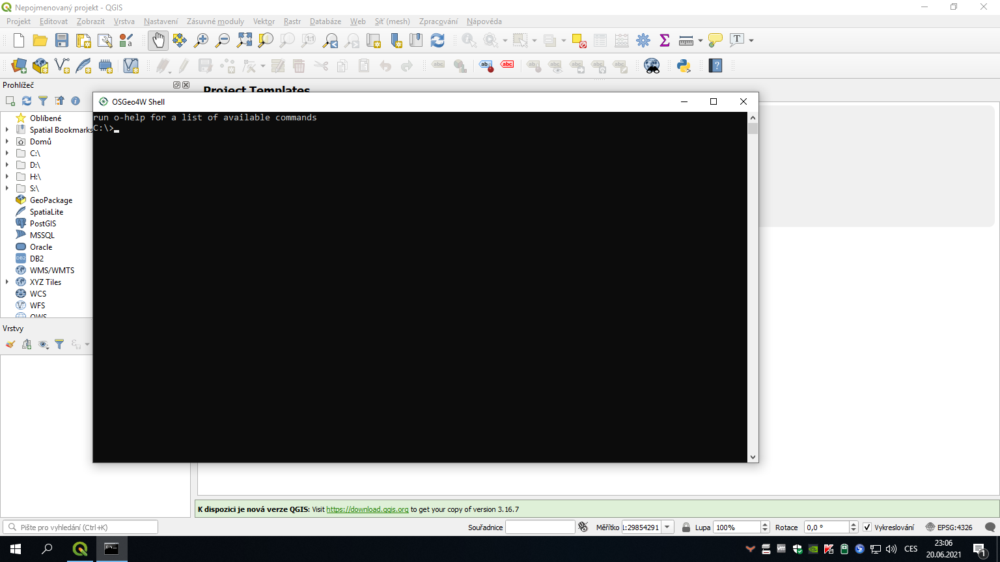 Nepojmenovaný projekt - QGIS
Projekt Editovat Zobrazit Vrstva Nastavení Zásuvné moduly Vektor Rastr Databáze Web Síť (mesh) Zpracování Nápověda
Prohlížeč
Project Templates
OSGeo4W Shell
run o-help for a list of available commands
C:\>
Oblíbené
Spatial Bookmarks
Domů
C:\
D:\
H:\
S:\
GeoPackage
SpatiaLite
PostGIS
MSSQL
Oracle
DB2
WMS/WMTS
XYZ Tiles
WCS
WFS
OWS
Vrstvy
K dispozici je nová verze QGIS: Visit https://download.qgis.org to get your copy of version 3.16.7
Pište pro vyhledání (Ctrl+K)
Souřadnice
Měřítko 1:29854291
Lupa 100%
Rotace 0,0 °
Vykreslování
EPSG:4326
CES
23:06
20.06.2021
1